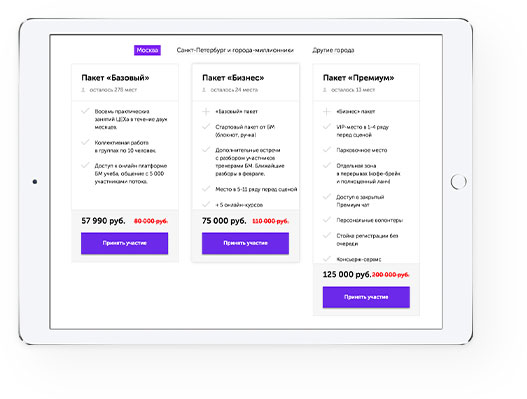 Москва
Санкт-Петербург и города-миллионники
Другие города
Пакет «Базовый»
осталось 278 мест
Восемь практических
занятий ЦЕХа в течение двух
месяцев.
Коллективная работа
в группах по 10 человек.
Доступ к онлайн платформе
БМ учеба, общение с 5 000
участниками потока.
57 990 руб.
80 000 руб.
Принять участие
Пакет «Бизнес»
осталось 24 места
«Базовый» пакет
Стартовый пакет от БМ
(блокнот, ручка)
Дополнительные встречи
с разбором участников
тренерами БМ. Ближайшие
разборы в феврале.
Место в 5-11 ряду перед сценой
+ 5 онлайн-курсов
75 000 руб.
110 000 руб.
Принять участие
Пакет «Премиум»
осталось 13 мест
«Бизнес» пакет
VIP-место в 1-4 ряду
перед сценой
Парковочное место
Отдельная зона
в перерывах (кофе-брейк
и полноценный ланч)
Доступ в закрытый
Премиум чат
Персональные волонтеры
Стойка регистрации без
очереди
Консьерж-сервис
125 000 руб.
200 000 руб.
Принять участие